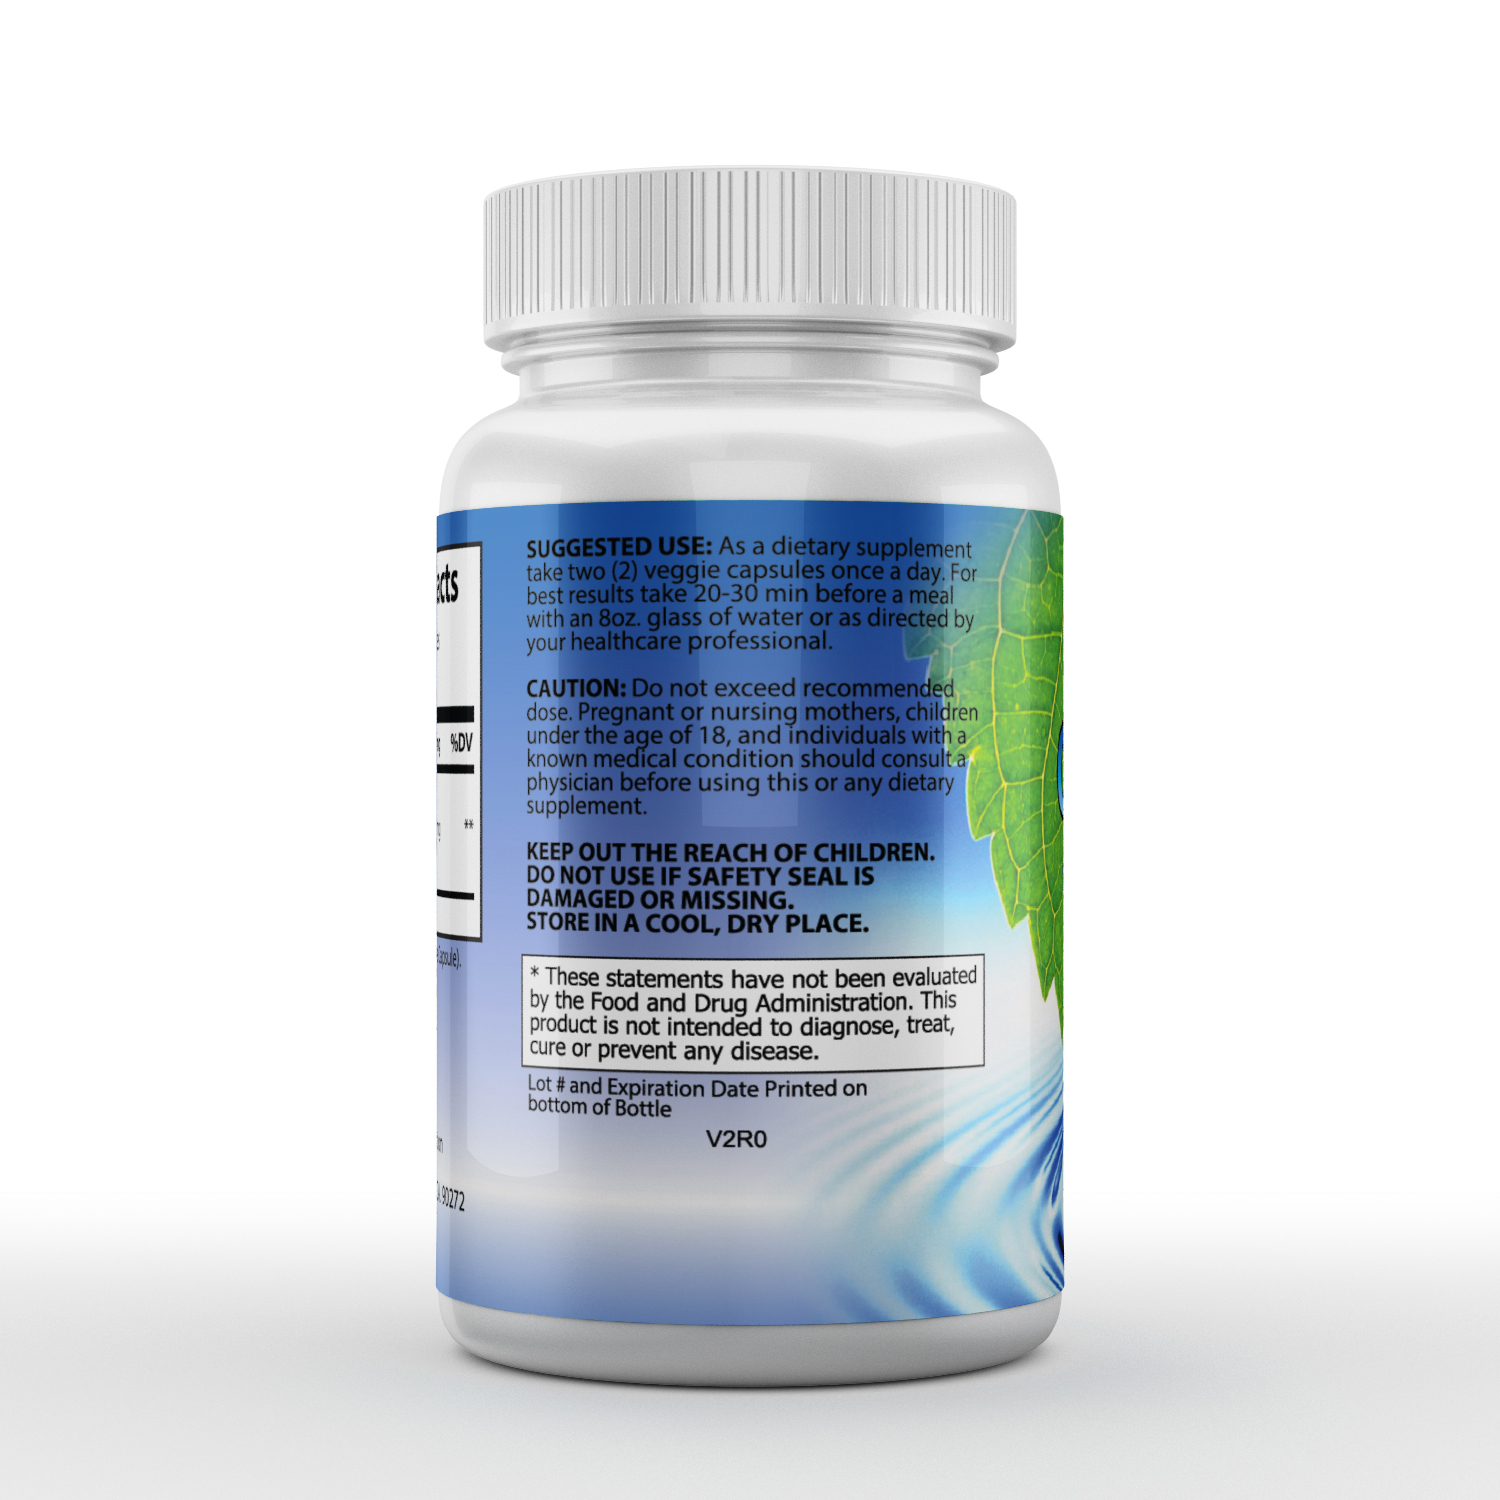 acts
%DV
**
90272
SUGGESTED USE: As a dietary supplement
take two (2) veggie capsules once a day. For
best results take 20-30 min before a meal
with an 8oz. glass of water or as directed by
your healthcare professional.
CAUTION: Do not exceed recommended
dose. Pregnant or nursing mothers, children
under the age of 18, and individuals with a
known medical condition should consult a
physician before using this or any dietary
supplement.
KEEP OUT THE REACH OF CHILDREN.
DO NOT USE IF SAFETY SEAL IS
DAMAGED OR MISSING.
STORE IN A COOL, DRY PLACE.
* These statements have not been evaluated
by the Food and Drug Administration. This
product is not intended to diagnose, treat,
cure or prevent any disease.
Lot # and Expiration Date Printed on
bottom of Bottle
V2R0